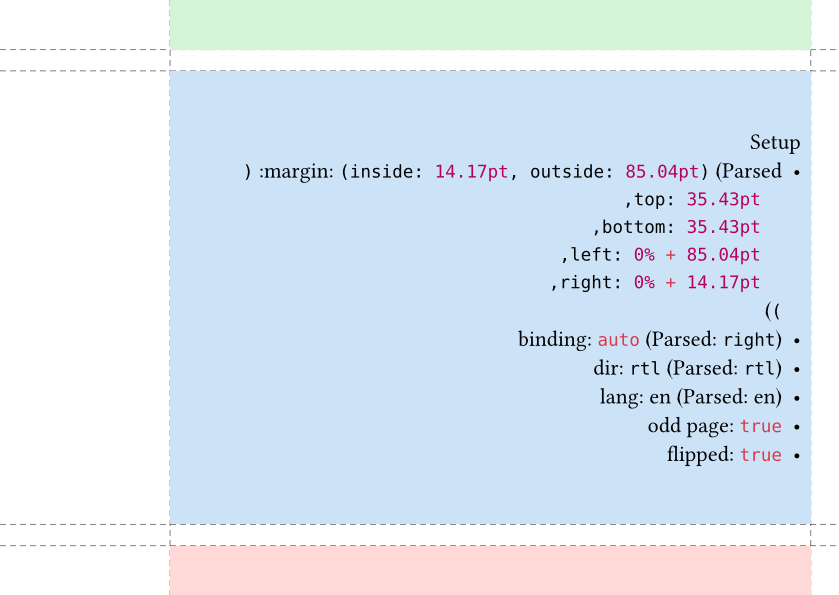 Setup
• margin: (inside: 14.17pt, outside: 85.04pt) (Parsed: (
top: 35.43pt,
bottom: 35.43pt,
left: 0% + 85.04pt,
right: 0% + 14.17pt,
))
• binding: auto (Parsed: right)
• dir: rtl (Parsed: rtl)
• lang: en (Parsed: en)
• odd page: true
• flipped: true